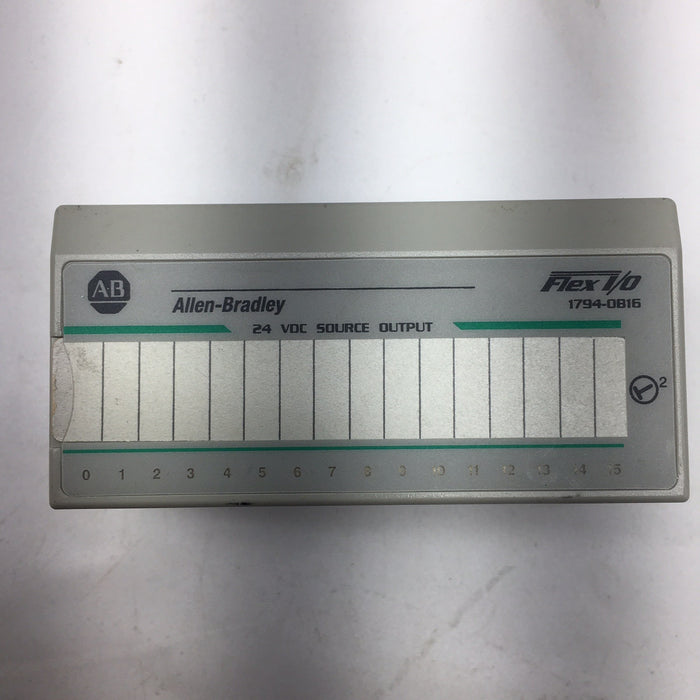 AB
Allen-Bradley
Flex I/O
1794-OB16
24 VDC SOURCE OUTPUT
2
0 1 2 3 4 5 6 7 8 9 10 11 12 13 14 15